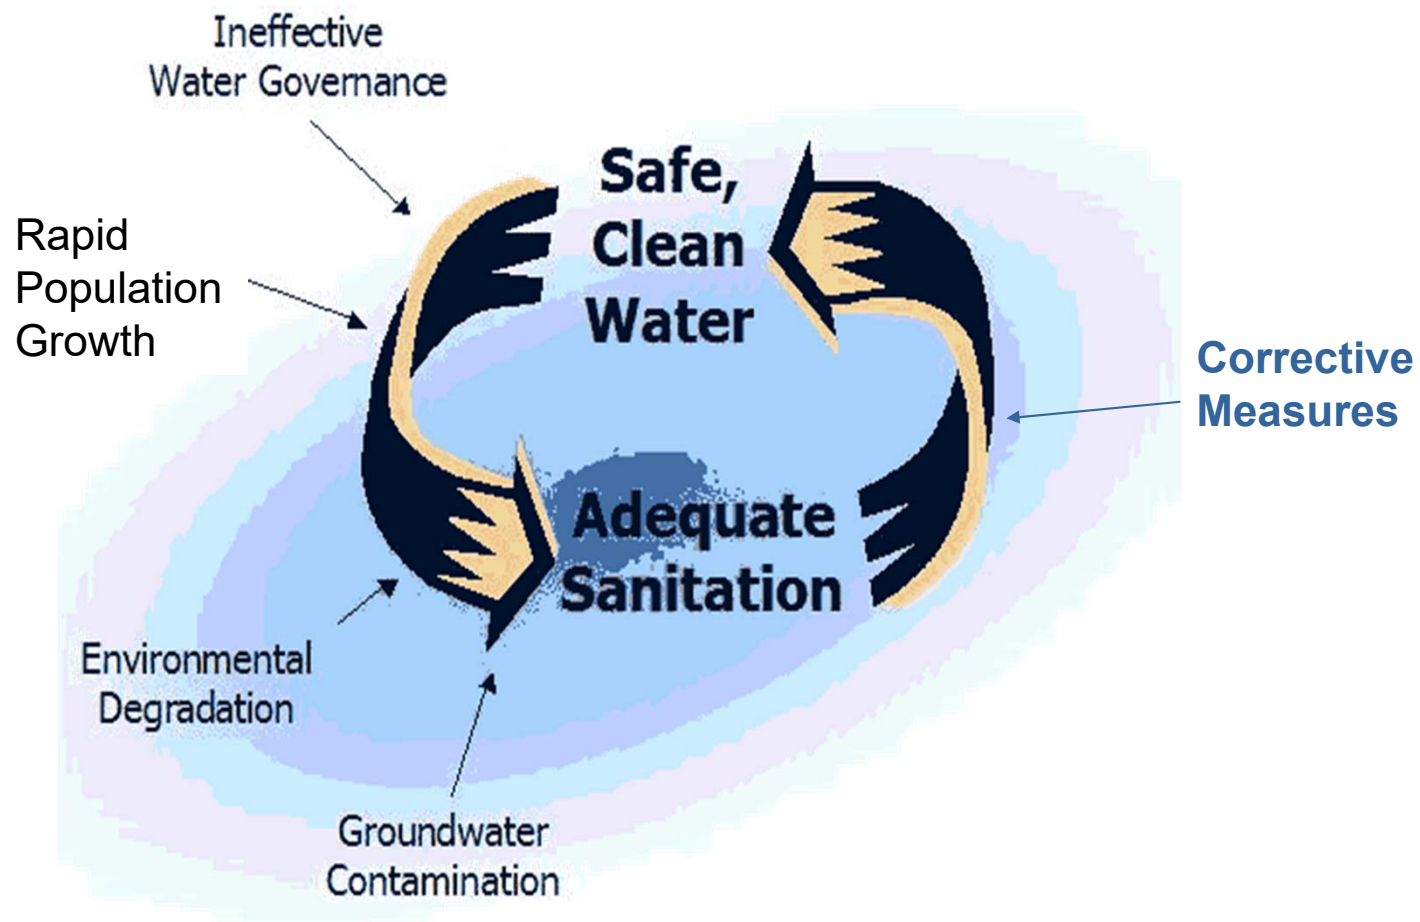 Ineffective
Water Governance
Rapid
Population
Growth
Safe,
Clean
Water
Corrective
Measures
Adequate
Sanitation
Environmental
Degradation
Groundwater
Contamination